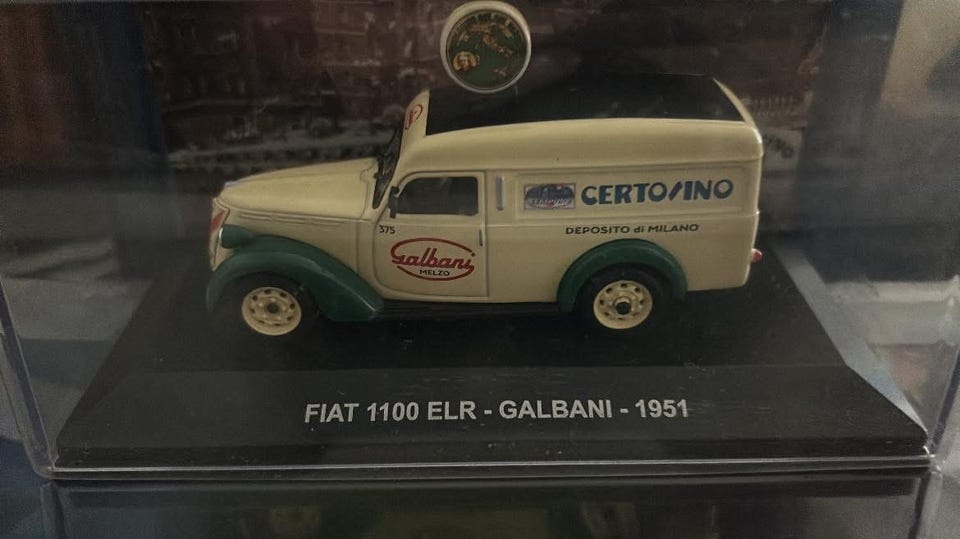 CERTOSINO
DEPOSITO di MILANO
375
Galbani
MELZO
FIAT 1100 ELR - GALBANI - 1951